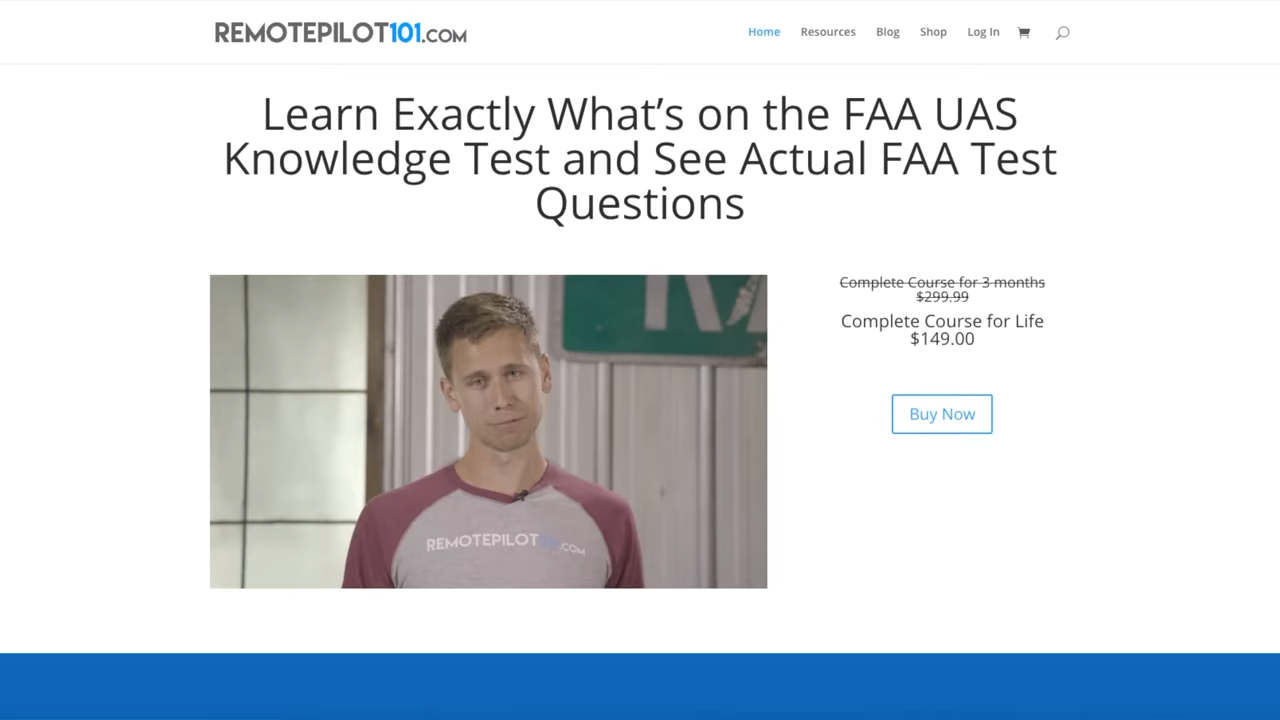 REMOTEPILOT101.COM
Home Resources Blog Shop Log In
Learn Exactly What’s on the FAA UAS
Knowledge Test and See Actual FAA Test
Questions
Complete Course for 3 months
$299.99
Complete Course for Life
$149.00
Buy Now
REMOTEPILOT101.COM